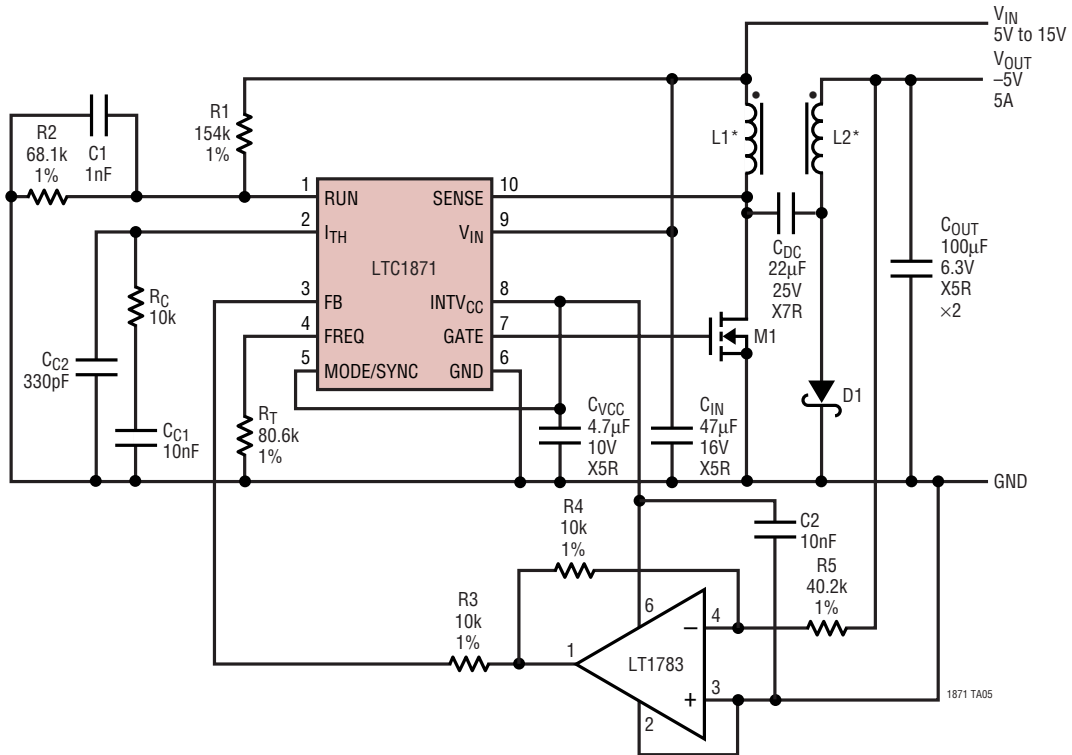 VIN
5V to 15V
VOUT
–5V
5A
R1
154k
1%
R2
68.1k
1%
C1
1nF
L1*
L2*
1
RUN
2
ITH
3
FB
4
FREQ
5
MODE/SYNC
LTC1871
SENSE
10
VIN
9
INTVCC
8
GATE
7
GND
6
RC
10k
CC2
330pF
CC1
10nF
RT
80.6k
1%
CDC
22µF
25V
X7R
COUT
100µF
6.3V
X5R
×2
M1
D1
CVCC
4.7µF
10V
X5R
CIN
47µF
16V
X5R
GND
R4
10k
1%
C2
10nF
R5
40.2k
1%
R3
10k
1%
1
6
4
–
LT1783
+
3
2
1871 TA05